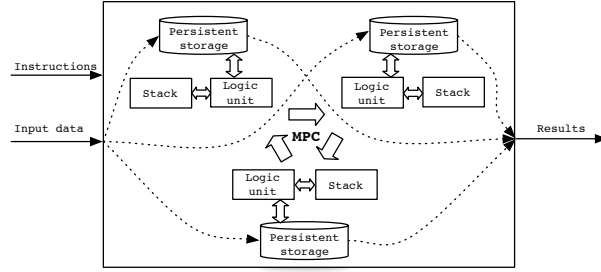 Persistent
storage
Persistent
storage
Instructions
Stack
Logic
unit
Logic
unit
Stack
Input data
MPC
Results
Logic
unit
Stack
Persistent
storage